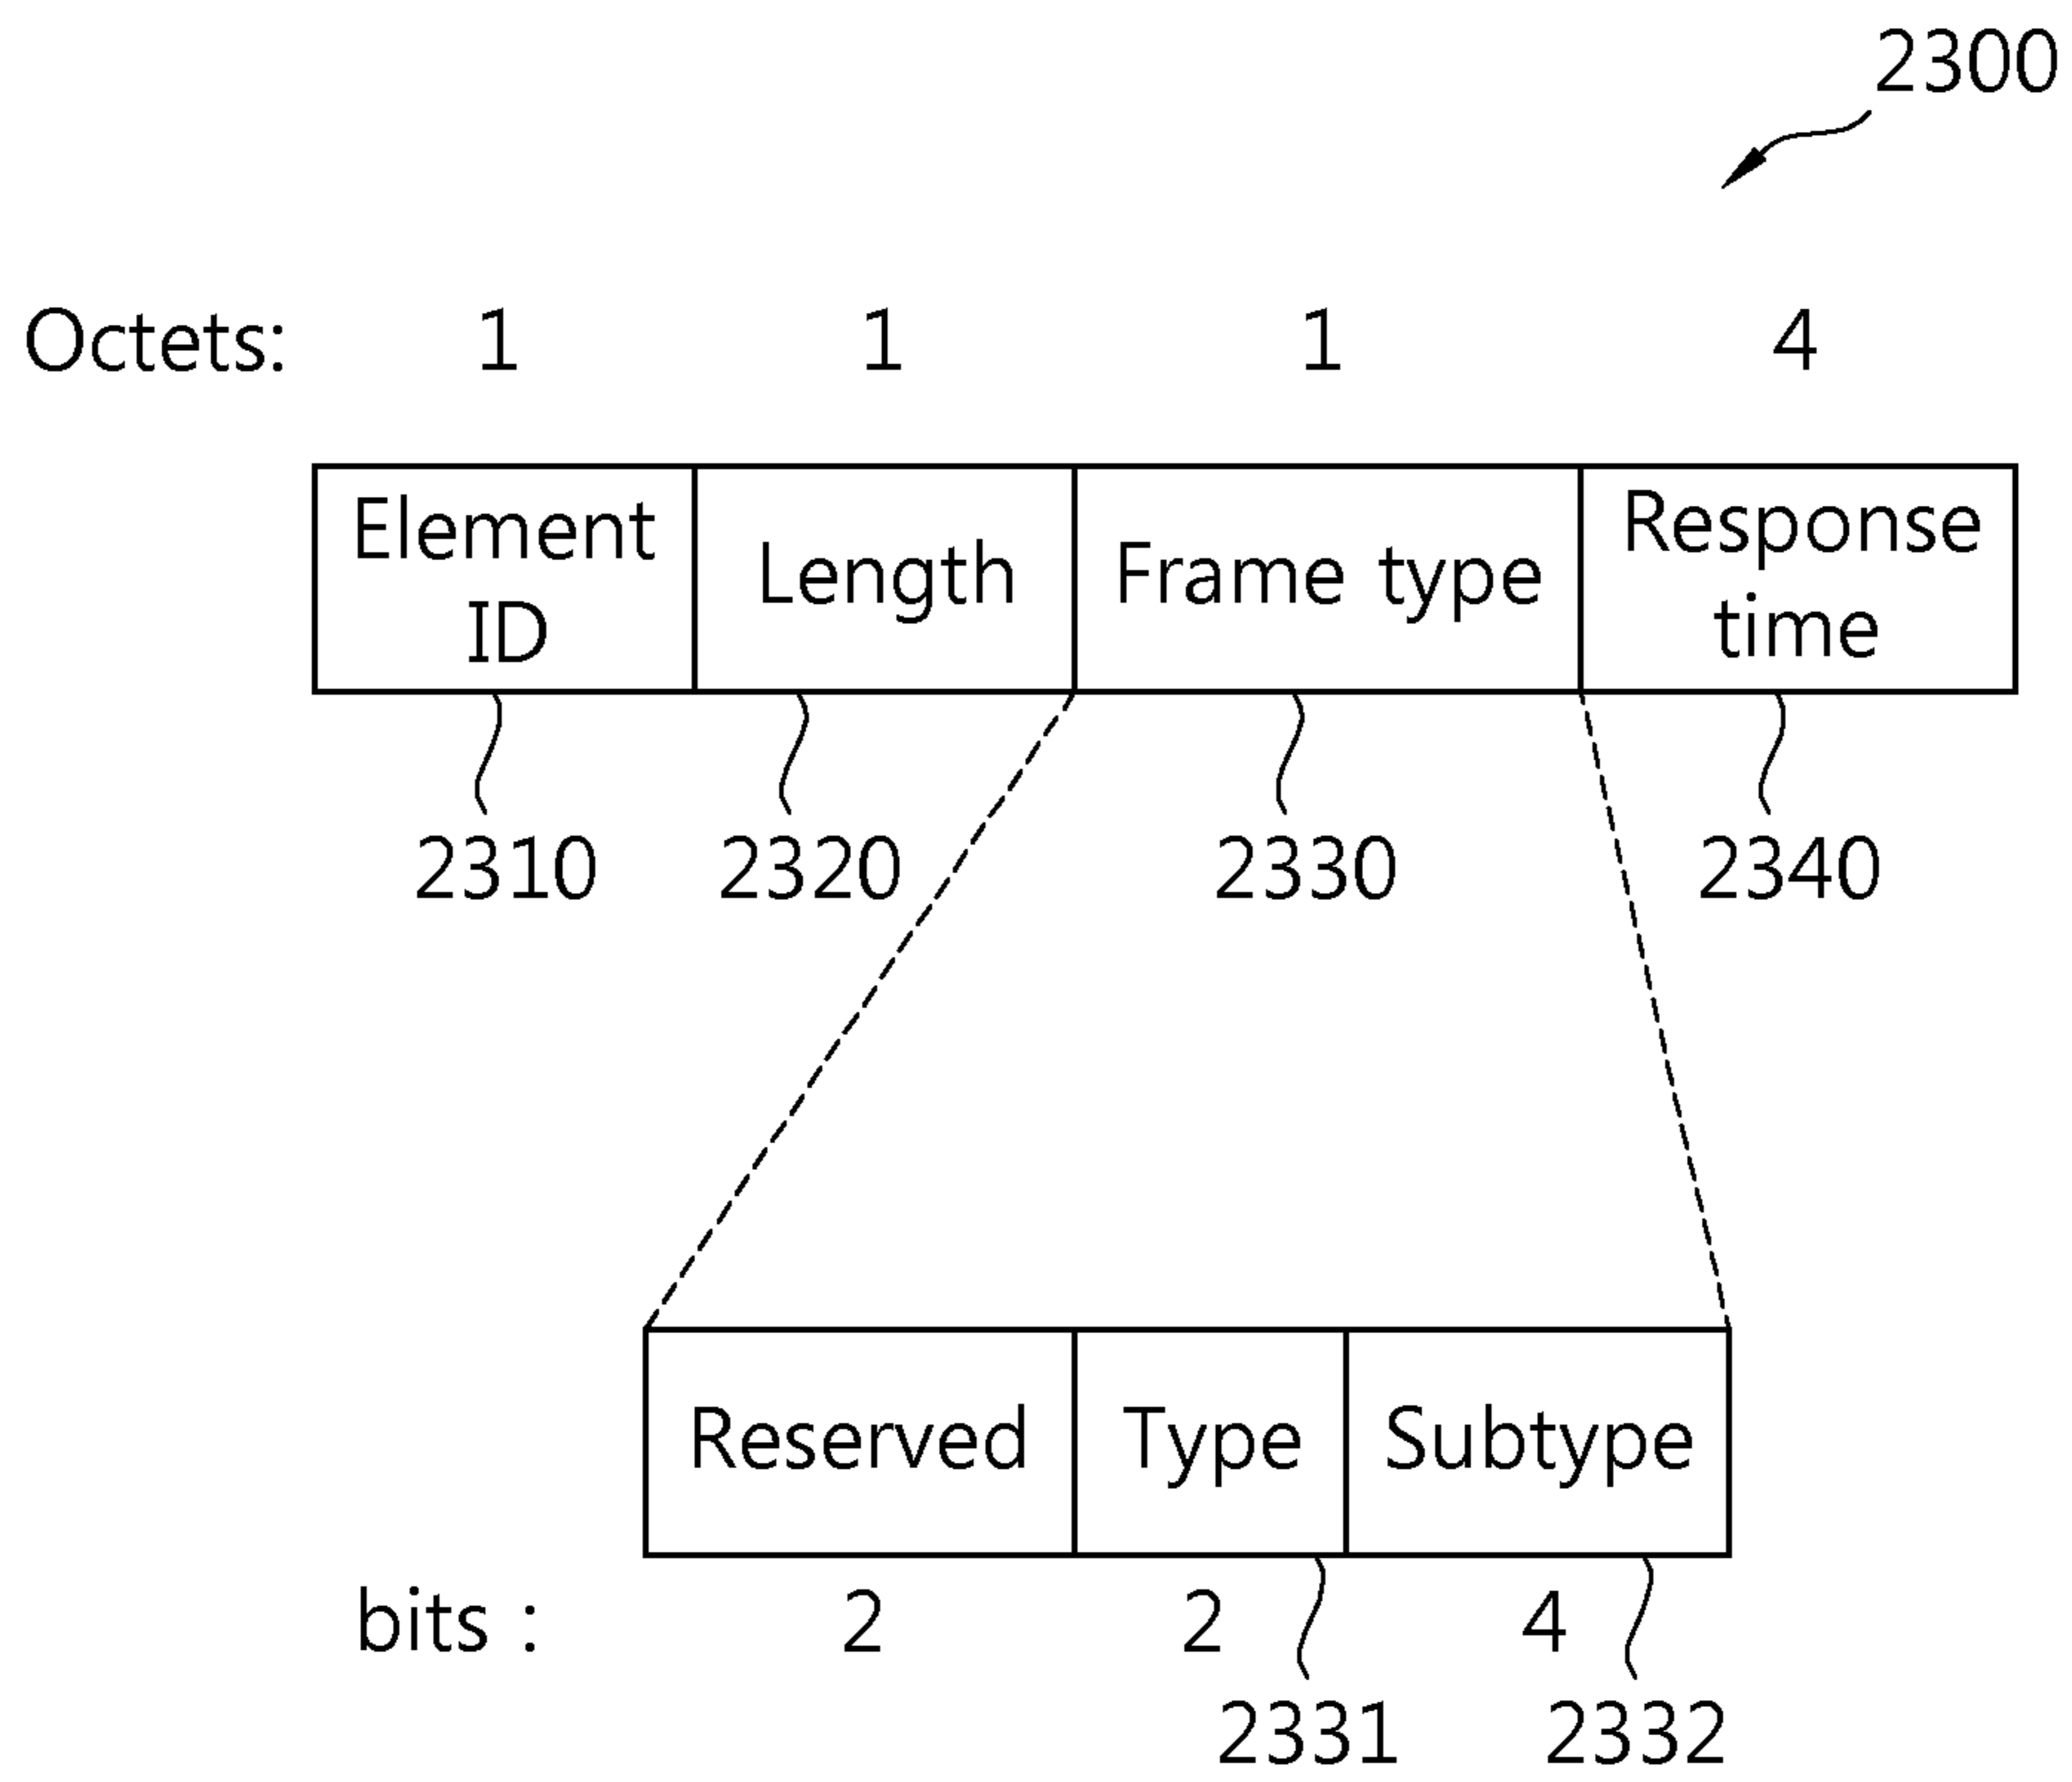 2300
Octets: 1 1 1 4
Element ID Length Frame type Response time
2310 2320 2330 2340
Reserved Type Subtype
bits : 2 2 4
2331 2332